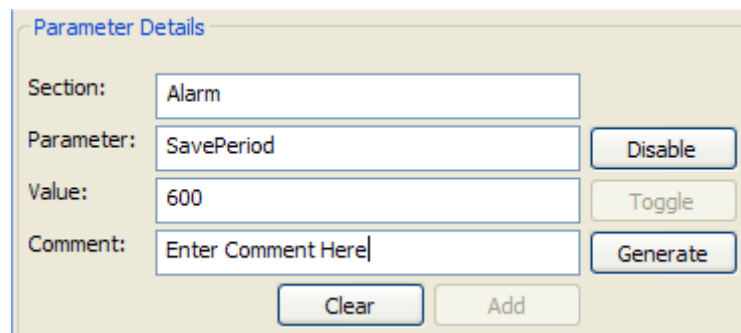 Parameter Details
Section: Alarm
Parameter: SavePeriod Disable
Value: 600 Toggle
Comment: Enter Comment Here Generate
Clear Add